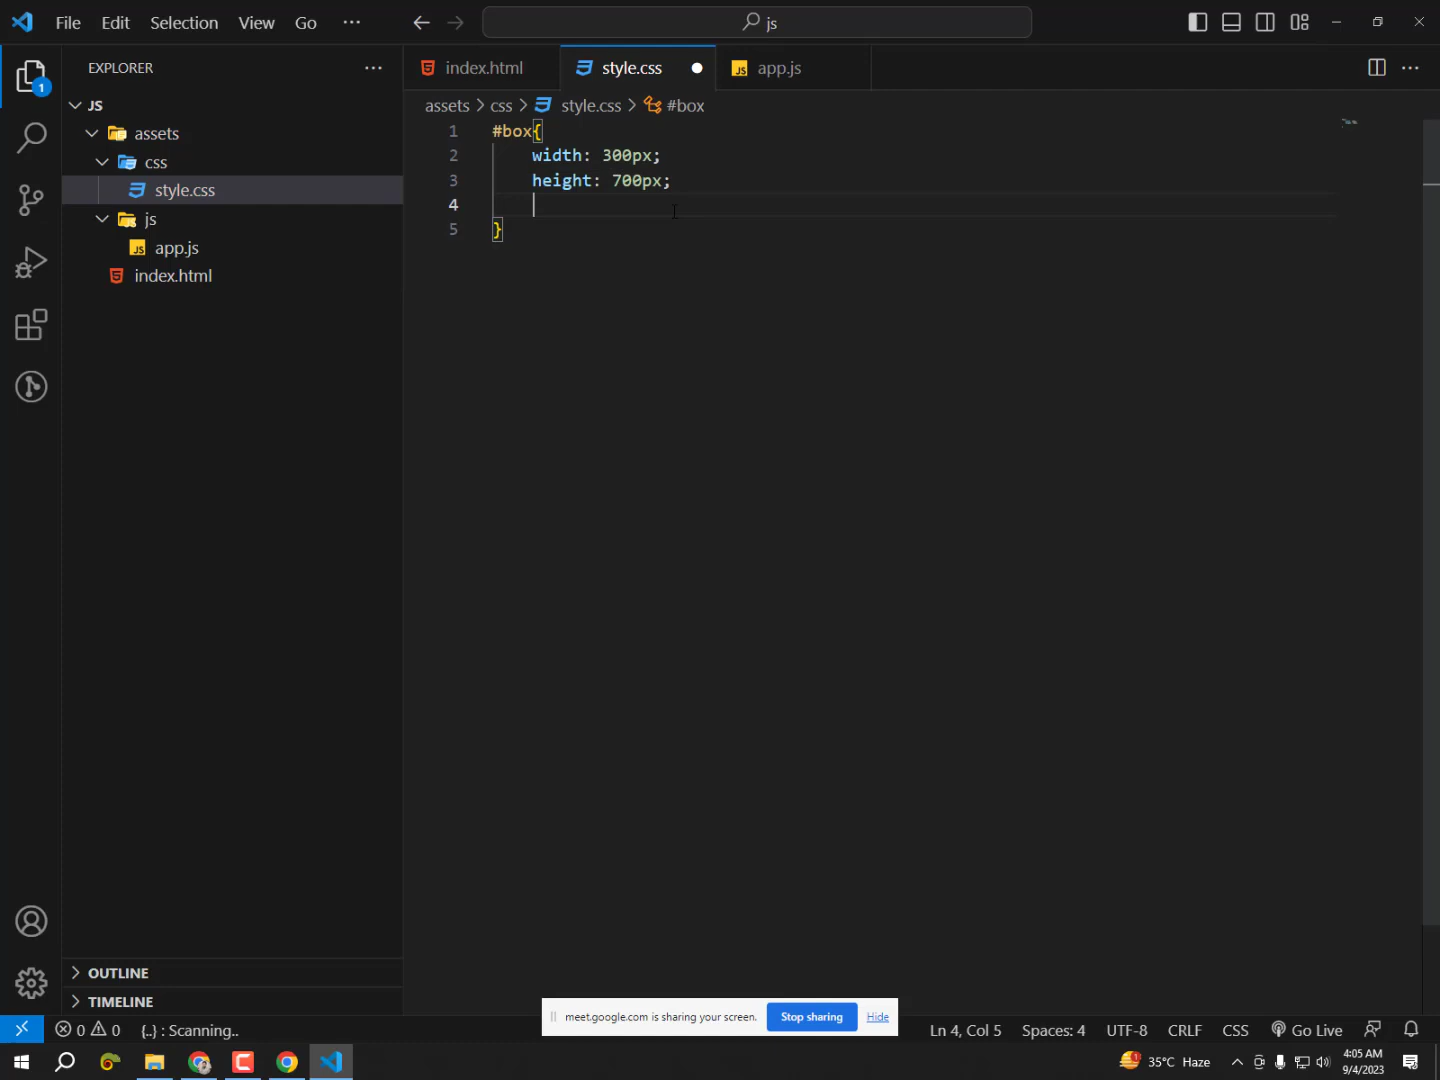 File Edit Selection View Go ··· js
EXPLORER ···
index.html style.css app.js ···
JS
assets > css > style.css > #box
assets
css
style.css
js
app.js
index.html
1 #box{
2 width: 300px;
3 height: 700px;
4
5 }
1
OUTLINE
TIMELINE
meet.google.com is sharing your screen. Stop sharing Hide
0 0 {..} : Scanning.. Ln 4, Col 5 Spaces: 4 UTF-8 CRLF CSS Go Live
1 35°C Haze 4:05 AM
9/4/2023